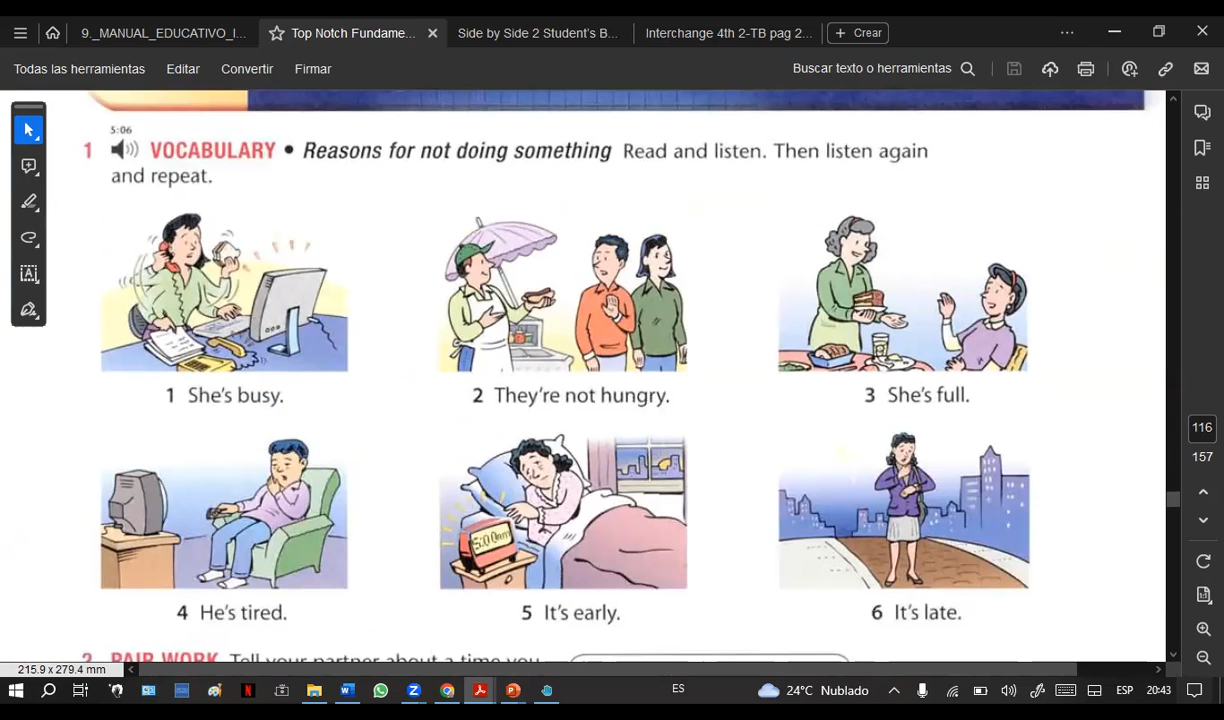 9._MANUAL_EDUCATIVO_I...
Top Notch Fundame...
Side by Side 2 Student's B...
Interchange 4th 2-TB pag 2...
Crear
Todas las herramientas
Editar
Convertir
Firmar
Buscar texto o herramientas
5:06
1 VOCABULARY • Reasons for not doing something Read and listen. Then listen again
and repeat.
1 She's busy.
2 They're not hungry.
3 She's full.
116
157
5:00am
4 He's tired.
5 It's early.
6 It's late.
215.9 x 279.4 mm
24°C Nublado
ES
ESP
20:43